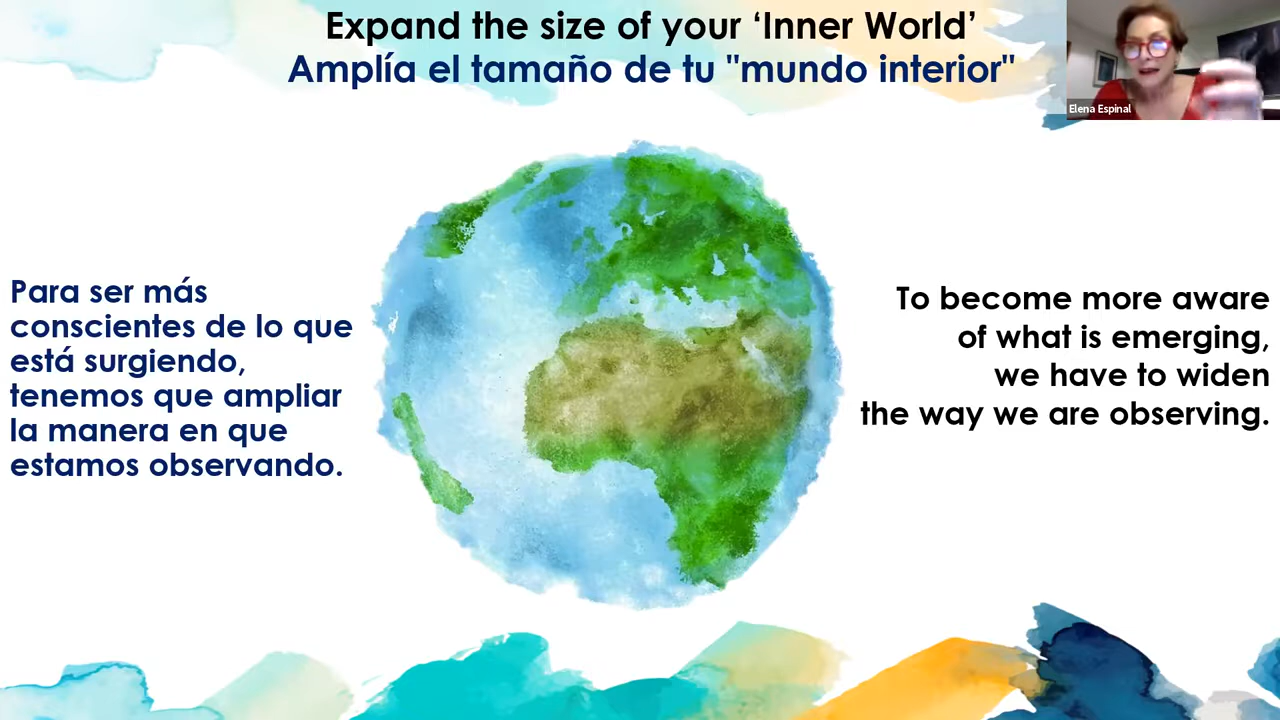 Expand the size of your ‘Inner World’
Amplía el tamaño de tu "mundo interior"
Elena Espinal
Para ser más
conscientes de lo que
está surgiendo,
tenemos que ampliar
la manera en que
estamos observando.
To become more aware
of what is emerging,
we have to widen
the way we are observing.